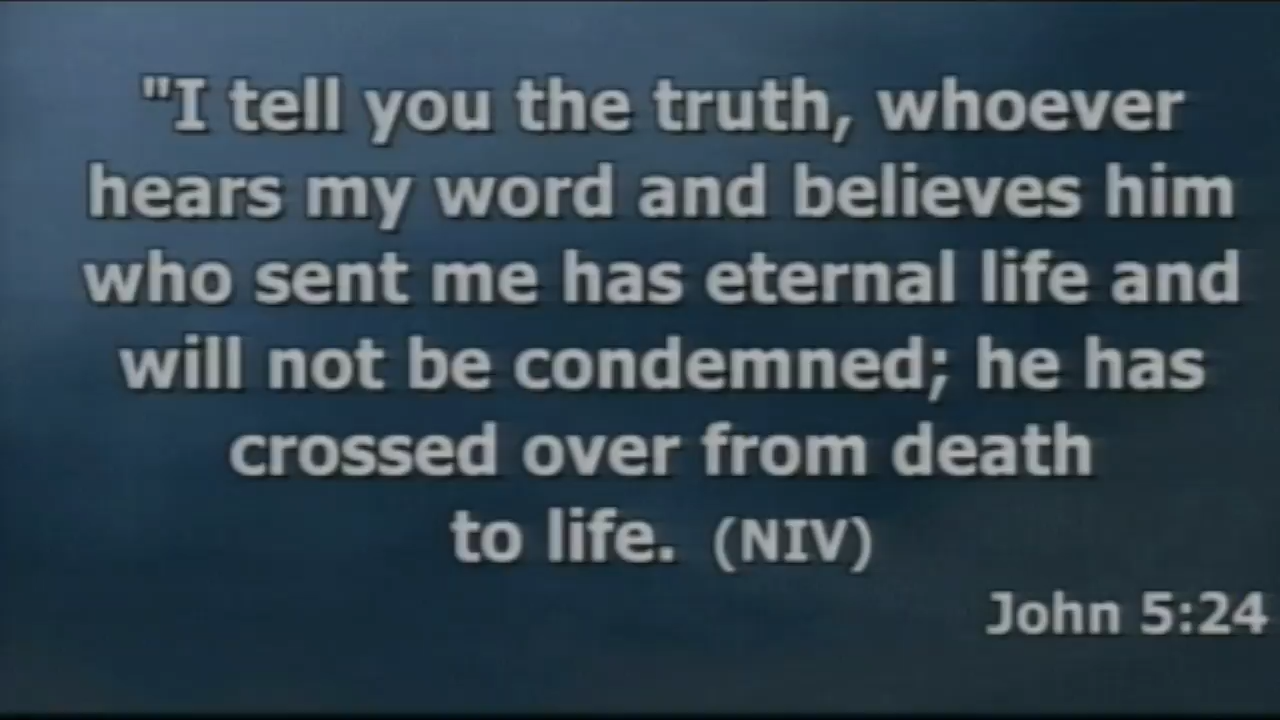 "I tell you the truth, whoever
hears my word and believes him
who sent me has eternal life and
will not be condemned; he has
crossed over from death
to life. (NIV)
John 5:24